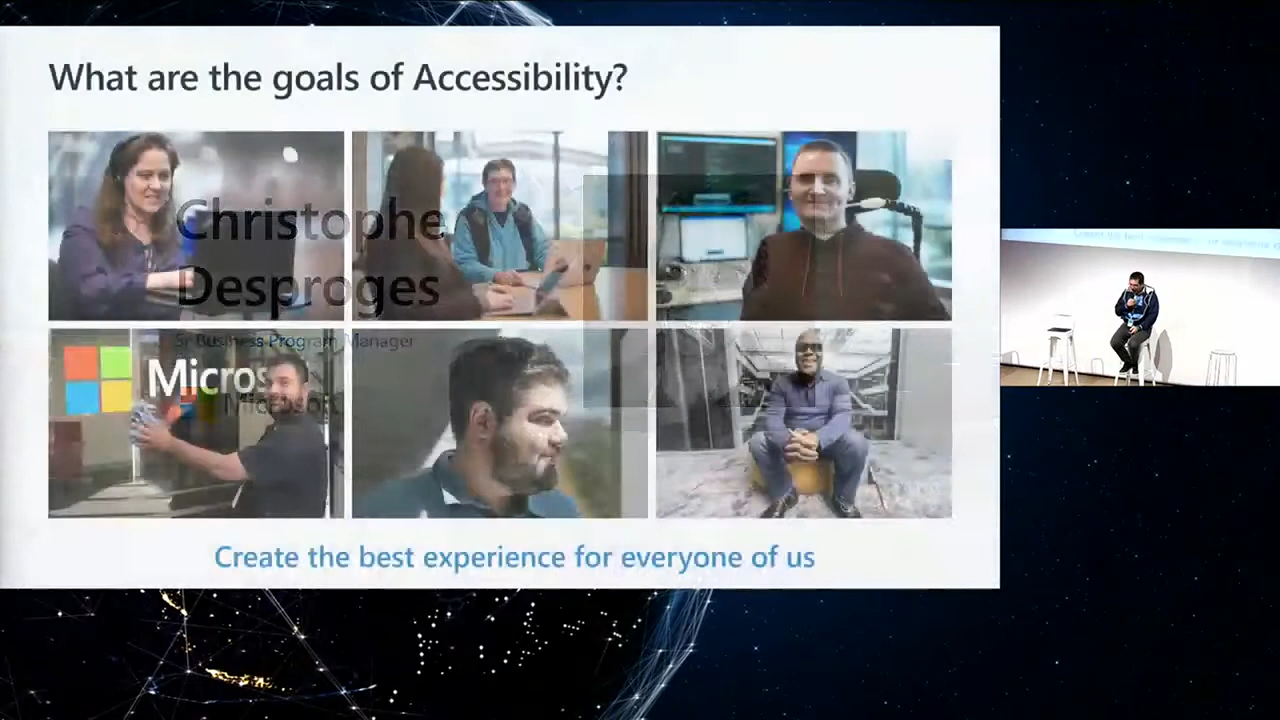 What are the goals of Accessibility?
Christophe
Desproges
Sr Business Program Manager
Micros
Microsoft
Create the best experience for everyone of us